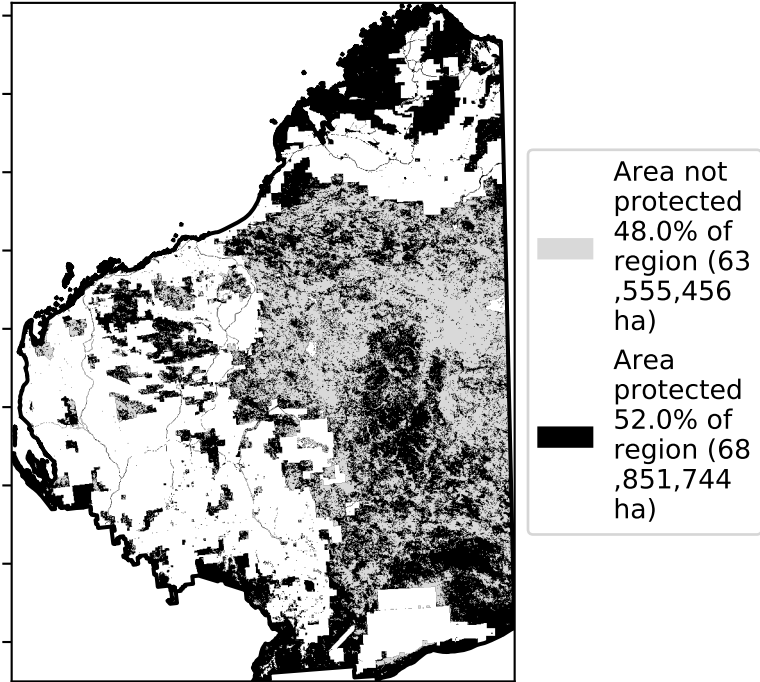 Area not
protected
48.0% of
region (63
,555,456
ha)
Area
protected
52.0% of
region (68
,851,744
ha)